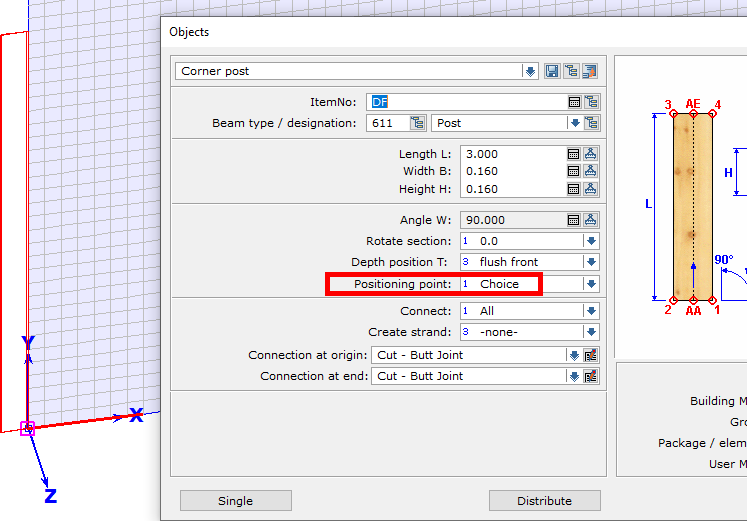 Objects
Corner post
ItemNo: DF
Beam type / designation: 611 Post
Length L: 3.000
Width B: 0.160
Height H: 0.160
Angle W: 90.000
Rotate section: 1 0.0
Depth position T: 3 flush front
Positioning point: 1 Choice
Connect: 1 All
Create strand: 3 -none-
Connection at origin: Cut - Butt Joint
Connection at end: Cut - Butt Joint
Single Distribute
3 AE 4
H
L
90°
2 AA 1
Building M
Gro
Package / elem
User M
Y
X
Z